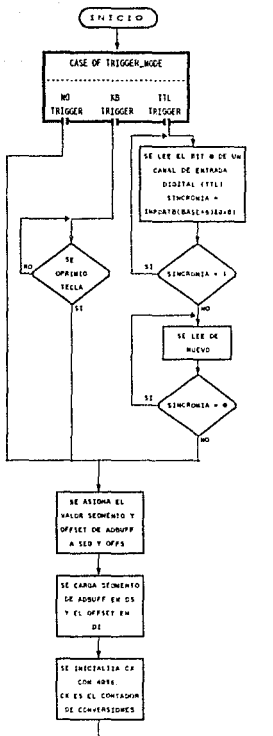 INICIO
CASE OF TRIGGER_MODE
NO KB TTL
TRIGGER TRIGGER TRIGGER
SE LEE EL BIT 0 DE UN
CANAL DE ENTRADA
DIGITAL (TTL)
SINCRONIA =
SINCRONIA = 1
SI
NO
SE
OPRIMIO
TECLA
NO
SI
SE LEE DE
NUEVO
SINCRONIA = 0
SI
NO
SE ASIGNA EL
VALOR SEGMENTO Y
OFFSET DE ADBUFF
A SEG Y OFFS
SE CARGA SEGMENTO
DE ADBUFF EN DS
Y EL OFFSET EN
DI
SE INICIALIZA CX
CON 4096.
CX ES EL CONTADOR
DE CONVERSIONES